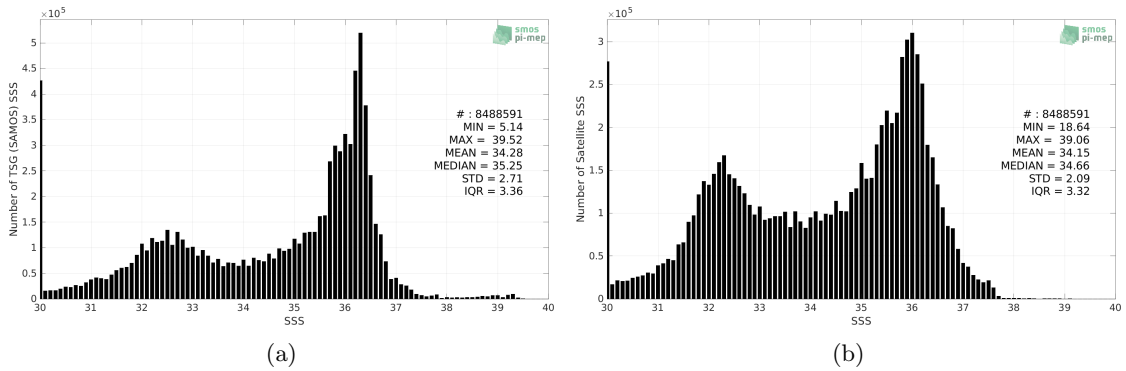 ×10⁵
smos
pi-mep
Number of TSG (SAMOS) SSS
5
4.5
4
3.5
3
2.5
2
1.5
1
0.5
0
# : 8488591
MIN = 5.14
MAX = 39.52
MEAN = 34.28
MEDIAN = 35.25
STD = 2.71
IQR = 3.36
30 31 32 33 34 35 36 37 38 39 40
SSS
(a)
×10⁵
smos
pi-mep
Number of Satellite SSS
3
2.5
2
1.5
1
0.5
0
# : 8488591
MIN = 18.64
MAX = 39.06
MEAN = 34.15
MEDIAN = 34.66
STD = 2.09
IQR = 3.32
30 31 32 33 34 35 36 37 38 39 40
SSS
(b)